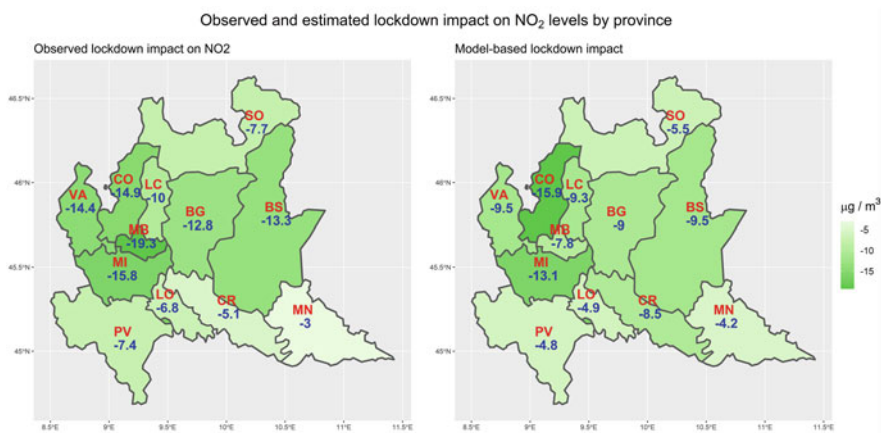 Observed and estimated lockdown impact on NO₂ levels by province
Observed lockdown impact on NO2
46.5°N
46°N
45.5°N
45°N
SO
-7.7
CO
-14.9
LC
-10
VA
-14.4
BG
-12.8
BS
-13.3
MB
-19.3
MI
-15.8
LO
-6.8
CR
-5.1
MN
-3
PV
-7.4
8.5°E 9°E 9.5°E 10°E 10.5°E 11°E 11.5°E
Model-based lockdown impact
46.5°N
46°N
45.5°N
45°N
SO
-5.5
CO
-15.9
LC
-9.3
VA
-9.5
BG
-9
BS
-9.5
MB
-7.8
MI
-13.1
LO
-4.9
CR
-8.5
MN
-4.2
PV
-4.8
8.5°E 9°E 9.5°E 10°E 10.5°E 11°E 11.5°E
μg / m³
-5
-10
-15